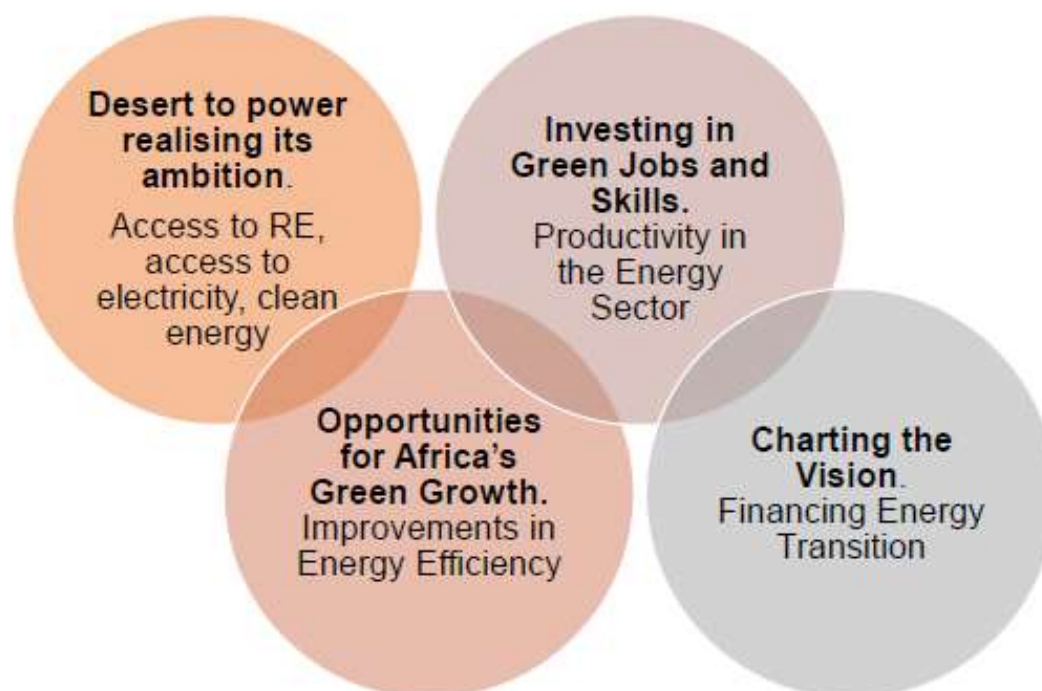 Desert to power
realising its
ambition.
Access to RE,
access to
electricity, clean
energy
Opportunities
for Africa’s
Green Growth.
Improvements in
Energy Efficiency
Investing in
Green Jobs and
Skills.
Productivity in
the Energy
Sector
Charting the
Vision.
Financing Energy
Transition